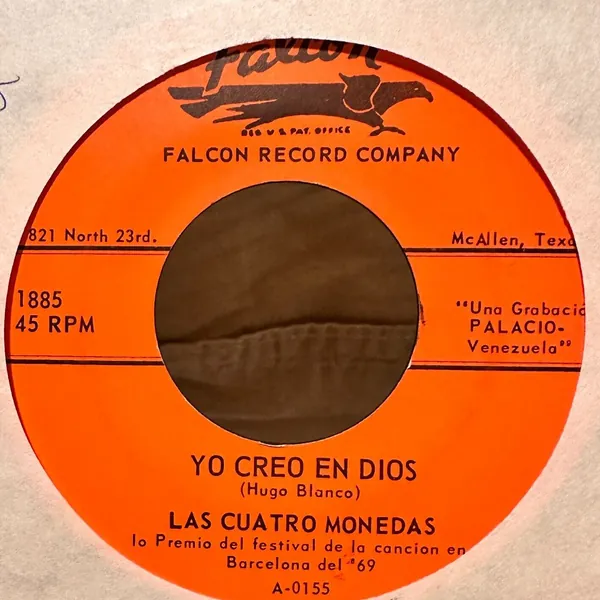 Falcon
REG U S PAT. OFFICE
FALCON RECORD COMPANY
821 North 23rd.
McAllen, Texa
1885
45 RPM
"Una Grabació
PALACIO-
Venezuela"
YO CREO EN DIOS
(Hugo Blanco)
LAS CUATRO MONEDAS
lo Premio del festival de la cancion en
Barcelona del "69
A-0155